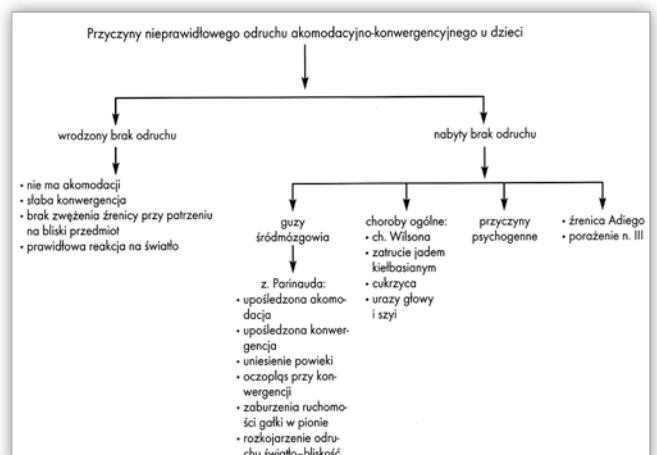 Przyczyny nieprawidłowego odruchu akomodacyjno-konwergencyjnego u dzieci
wrodzony brak odruchu
• nie ma akomodacji
• słaba konwergencja
• brak zwężenia źrenicy przy patrzeniu
na bliski przedmiot
• prawidłowa reakcja na światło
nabyty brak odruchu
guzy
śródmózgowia
z. Parinauda:
• upośledzona akomo-
dacja
• upośledzona konwer-
gencja
• uniesienie powieki
• oczopląs przy kon-
wergencji
• zaburzenia ruchomo-
ści gałki w pionie
• rozkojarzenie odru-
chu światło–bliskość
choroby ogólne:
• ch. Wilsona
• zatrucie jadem
kiełbasianym
• cukrzyca
• urazy głowy
i szyi
przyczyny
psychogenne
• źrenica Adiego
• porażenie n. III